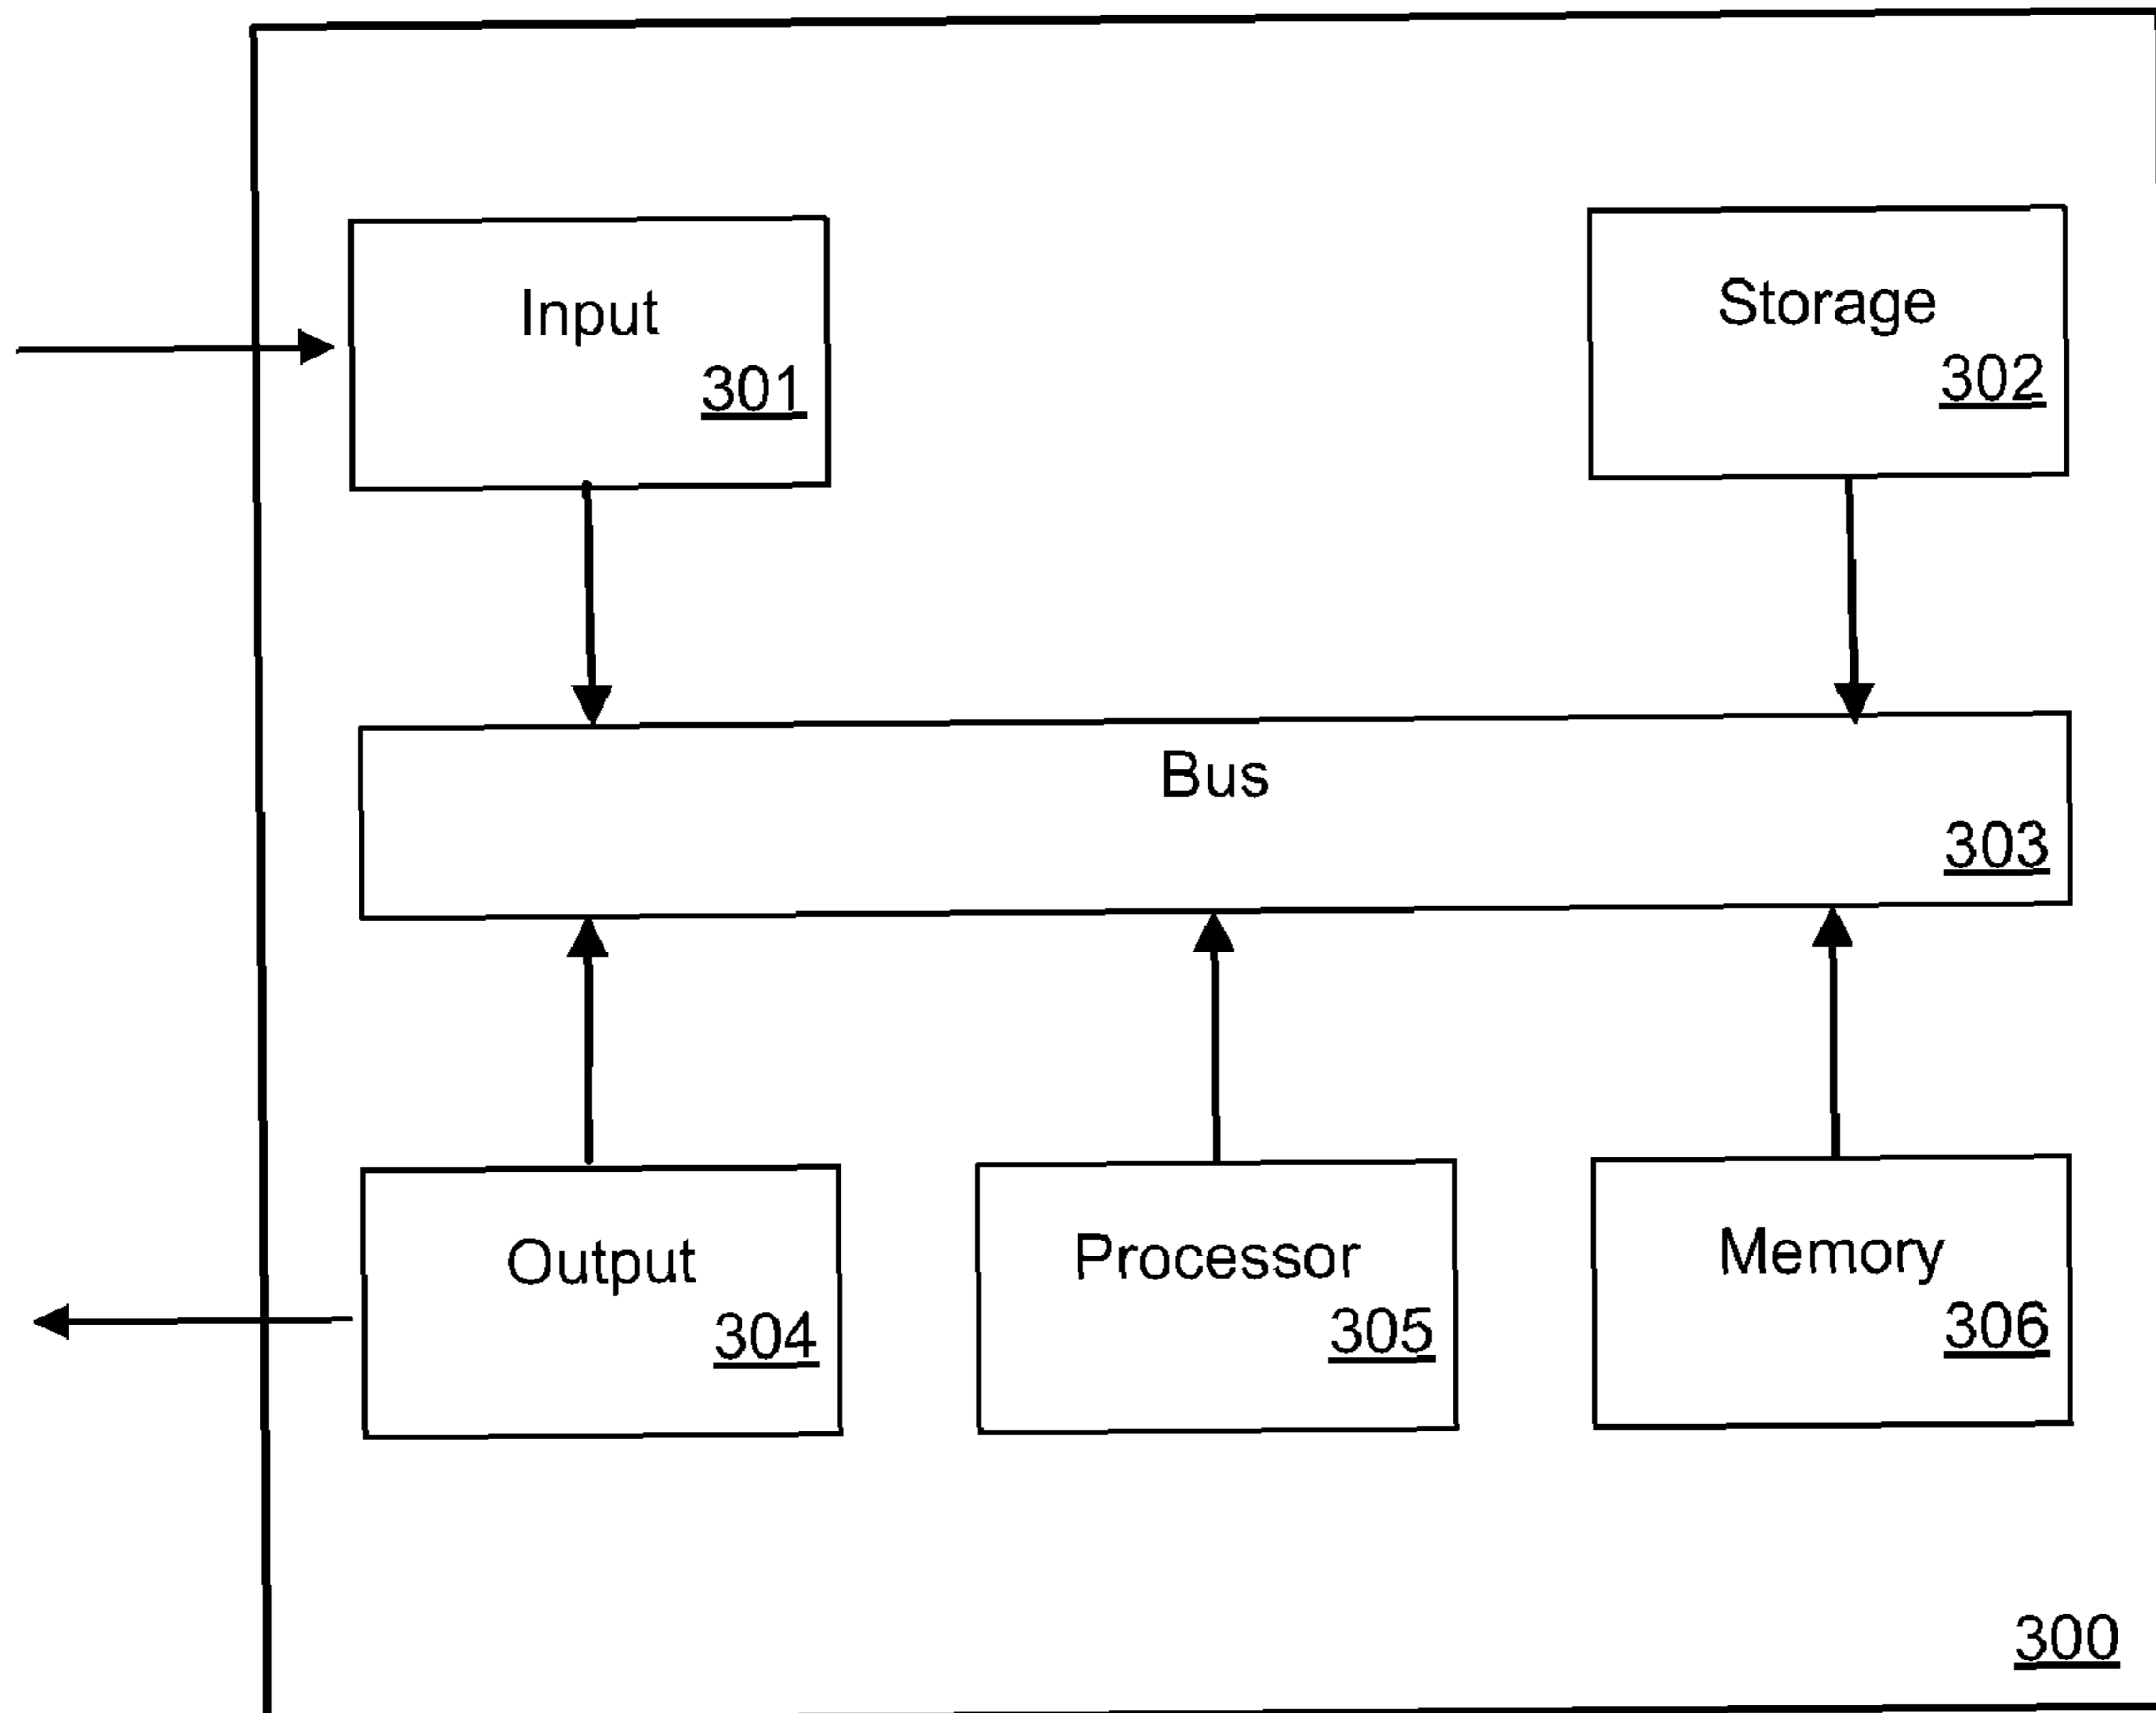 Input
301
Storage
302
Bus
303
Output
304
Processor
305
Memory
306
300